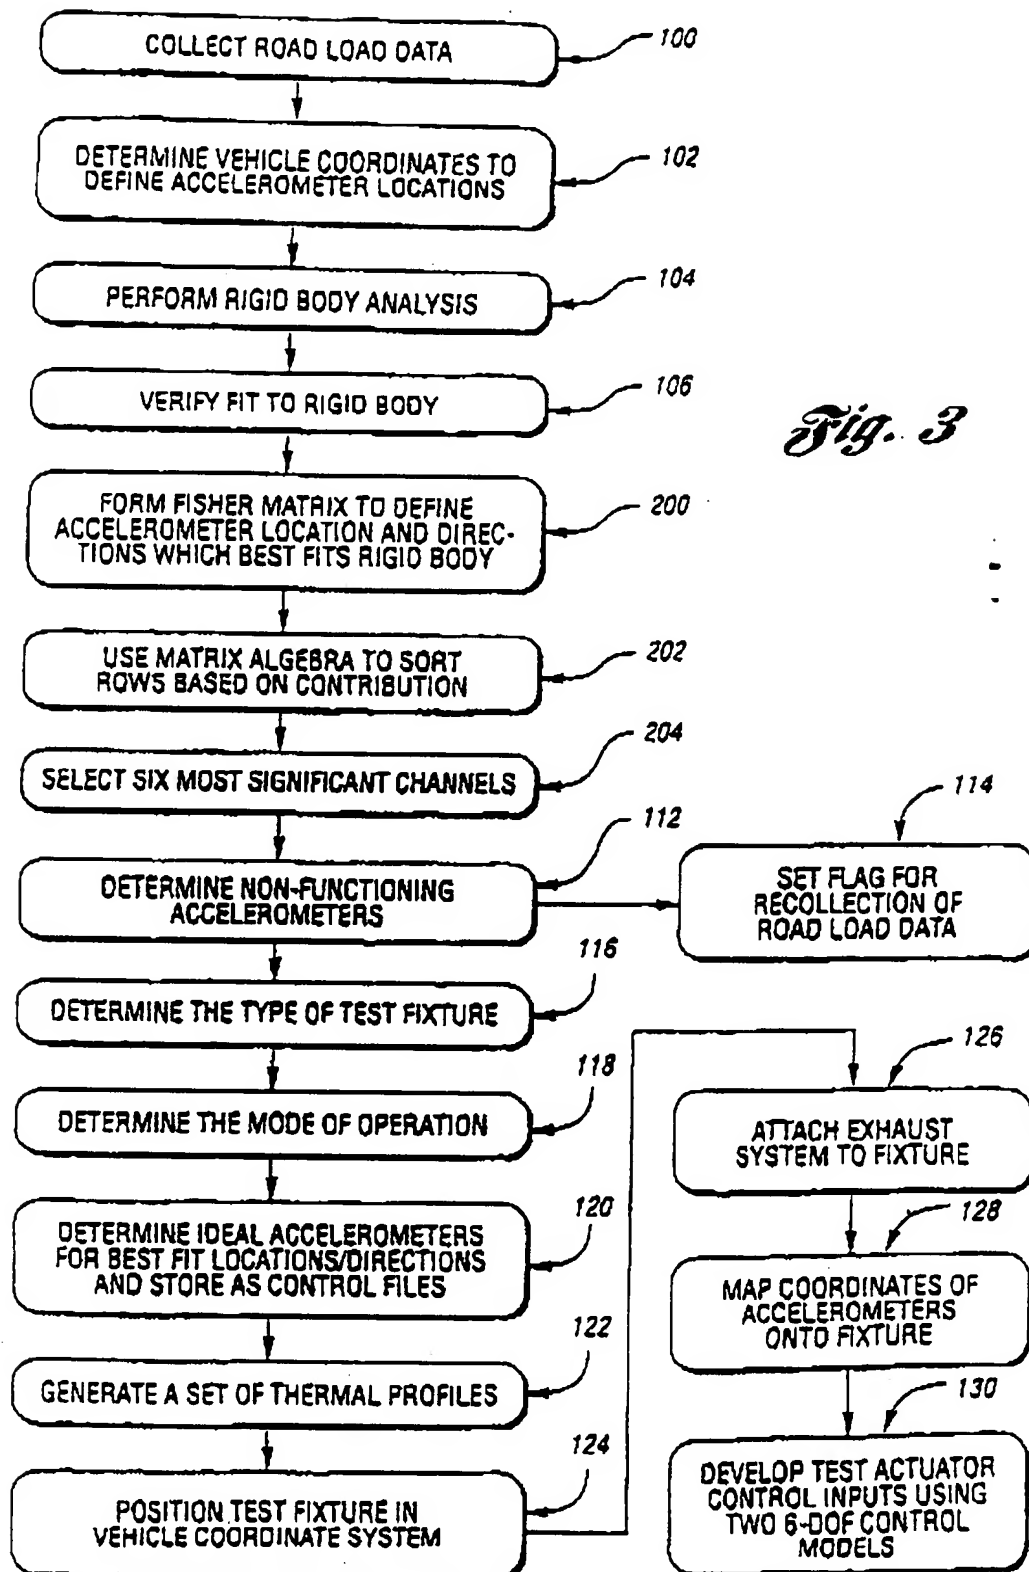 COLLECT ROAD LOAD DATA
100
DETERMINE VEHICLE COORDINATES TO
DEFINE ACCELEROMETER LOCATIONS
102
PERFORM RIGID BODY ANALYSIS
104
VERIFY FIT TO RIGID BODY
106
Fig. 3
FORM FISHER MATRIX TO DEFINE
ACCELEROMETER LOCATION AND DIREC-
TIONS WHICH BEST FITS RIGID BODY
200
USE MATRIX ALGEBRA TO SORT
ROWS BASED ON CONTRIBUTION
202
SELECT SIX MOST SIGNIFICANT CHANNELS
204
DETERMINE NON-FUNCTIONING
ACCELEROMETERS
112
SET FLAG FOR
RECOLLECTION OF
ROAD LOAD DATA
114
DETERMINE THE TYPE OF TEST FIXTURE
116
DETERMINE THE MODE OF OPERATION
118
DETERMINE IDEAL ACCELEROMETERS
FOR BEST FIT LOCATIONS/DIRECTIONS
AND STORE AS CONTROL FILES
120
GENERATE A SET OF THERMAL PROFILES
122
POSITION TEST FIXTURE IN
VEHICLE COORDINATE SYSTEM
124
ATTACH EXHAUST
SYSTEM TO FIXTURE
126
MAP COORDINATES OF
ACCELEROMETERS
ONTO FIXTURE
128
DEVELOP TEST ACTUATOR
CONTROL INPUTS USING
TWO 6-DOF CONTROL
MODELS
130